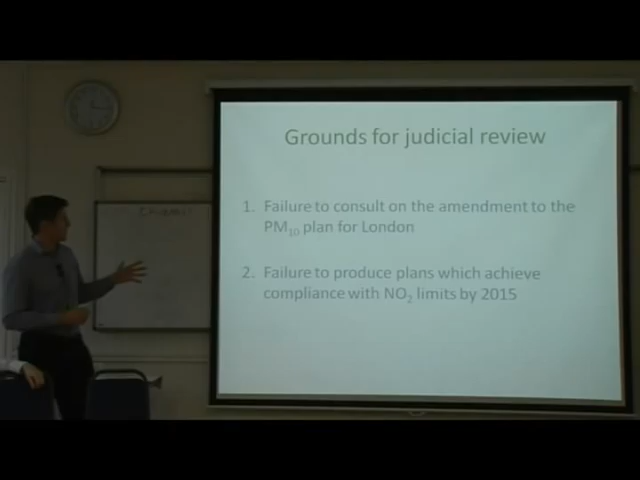 Grounds for judicial review
1. Failure to consult on the amendment to the
PM10 plan for London
2. Failure to produce plans which achieve
compliance with NO2 limits by 2015